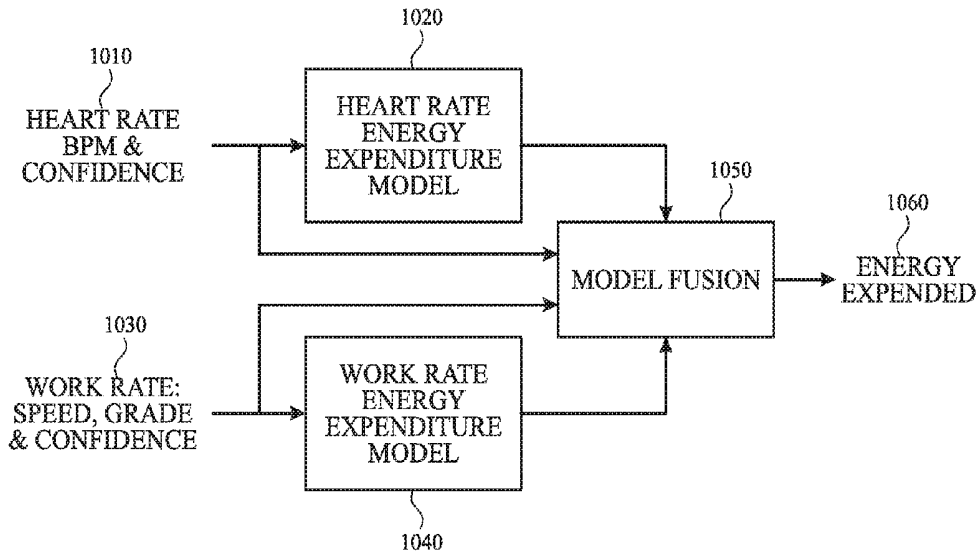 1010
HEART RATE
BPM &
CONFIDENCE
1020
HEART RATE
ENERGY
EXPENDITURE
MODEL
1050
MODEL FUSION
1060
ENERGY
EXPENDED
1030
WORK RATE:
SPEED, GRADE
& CONFIDENCE
WORK RATE
ENERGY
EXPENDITURE
MODEL
1040